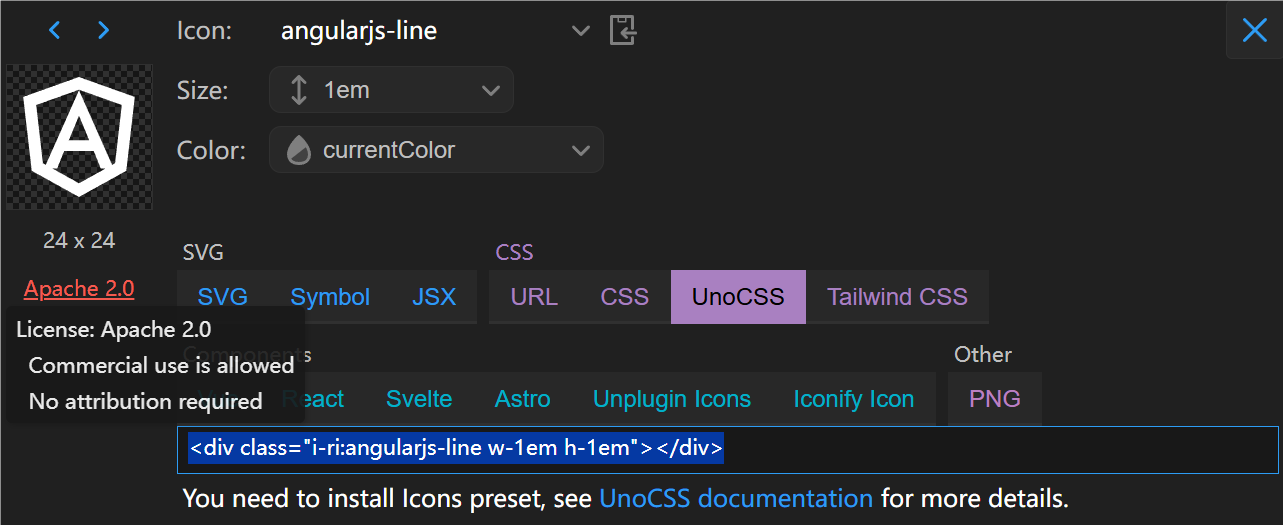 Icon: angularjs-line
Size: 1em
Color: currentColor
24 x 24
Apache 2.0
License: Apache 2.0
Commercial use is allowed
No attribution required
SVG
SVG Symbol JSX
CSS
URL CSS UnoCSS Tailwind CSS
Components
React Svelte Astro Unplugin Icons Iconify Icon
Other
PNG
<div class="i-ri:angularjs-line w-1em h-1em"></div>
You need to install Icons preset, see UnoCSS documentation for more details.